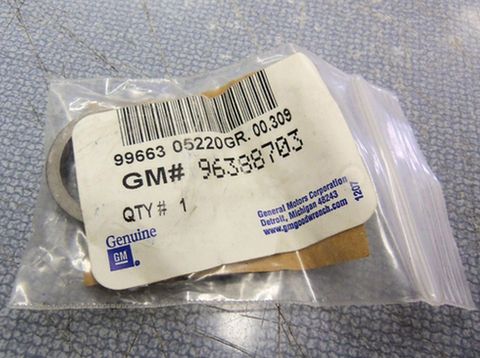 99663 05220GR. 00.309
GM# 96388703
QTY # 1
Genuine
GM
General Motors Corporation
Detroit, Michigan 48243
www.gmgoodwrench.com
1207